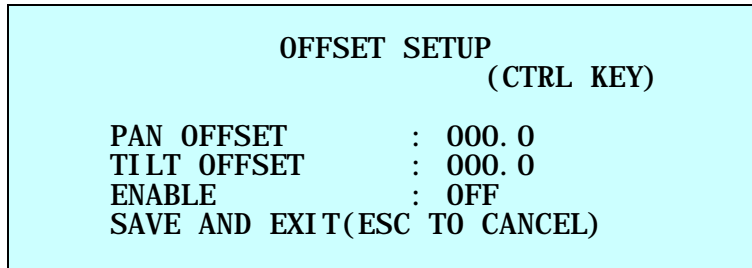 OFFSET SETUP
(CTRL KEY)
PAN OFFSET : 000.0
TILT OFFSET : 000.0
ENABLE : OFF
SAVE AND EXIT(ESC TO CANCEL)